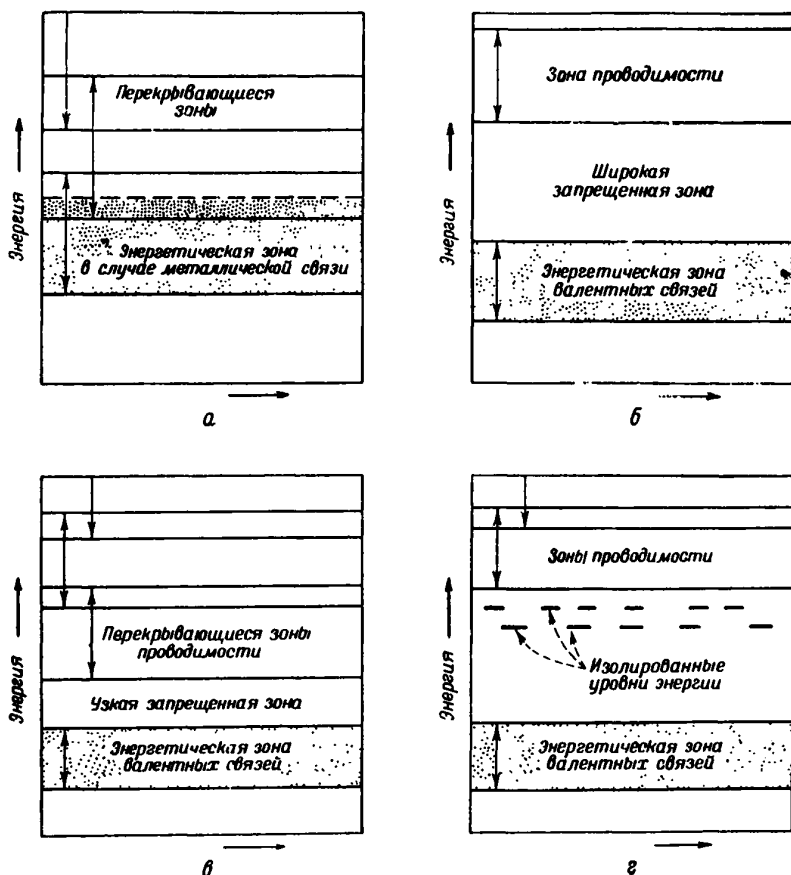 Энергия
Перекрывающиеся
зоны
Энергетическая зона
в случае металлической связи
а
Энергия
Зона проводимости
Широкая
запрещенная зона
Энергетическая зона
валентных связей
б
Энергия
Перекрывающиеся зоны
проводимости
Узкая запрещенная зона
Энергетическая зона
валентных связей
в
Энергия
Зоны проводимости
Изолированные
уровни энергии
Энергетическая зона
валентных связей
г